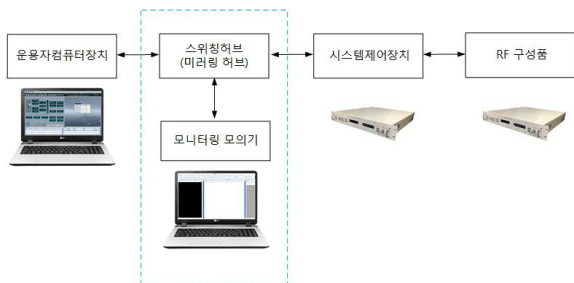 운용자컴퓨터장치
스위칭허브
(미러링 허브)
시스템제어장치
RF 구성품
모니터링 모의기